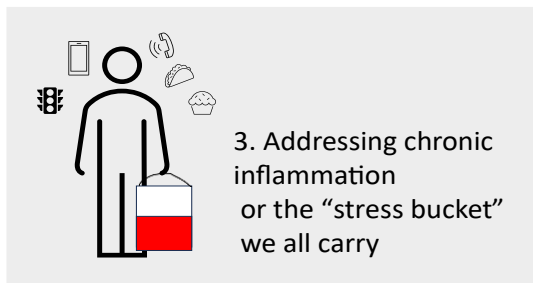 3. Addressing chronic
inflammation
or the “stress bucket”
we all carry